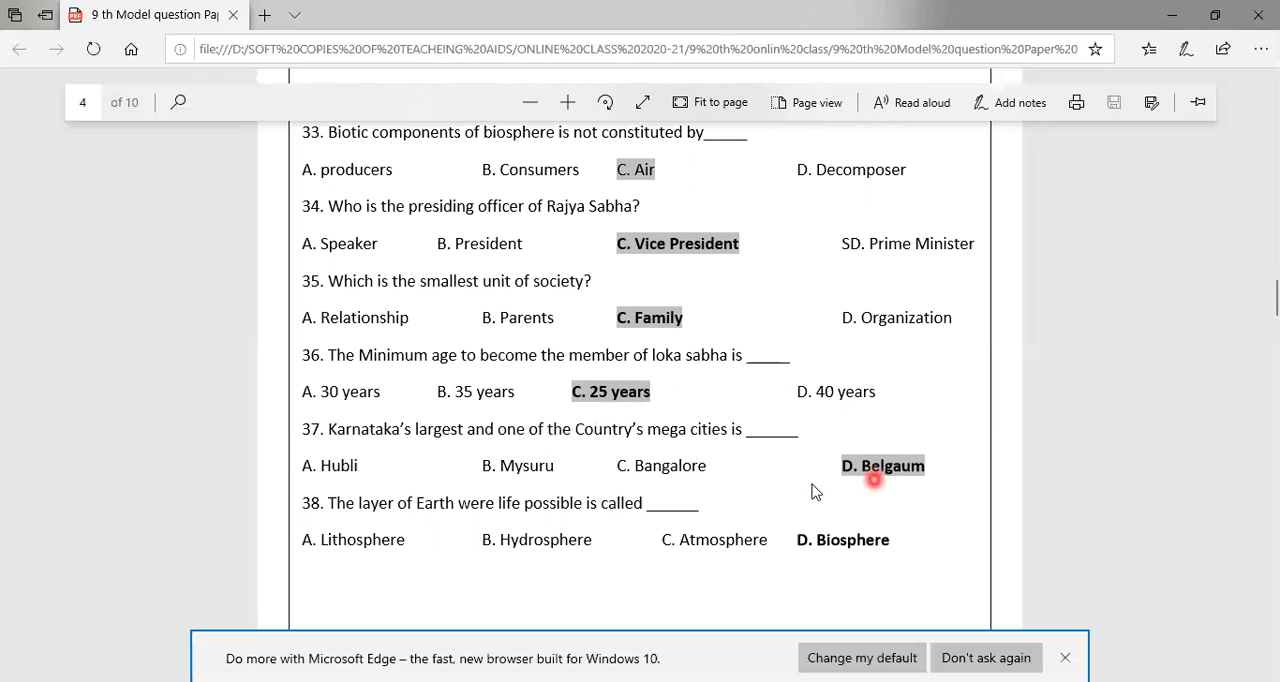 9 th Model question Pa
file:///D:/SOFT%20COPIES%20OF%20TEACHEING%20AIDS/ONLINE%20CLASS%202020-21/9%20th%20onlin%20class/9%20th%20Model%20question%20Paper%20
4 of 10 Fit to page Page view Read aloud Add notes
33. Biotic components of biosphere is not constituted by_____
A. producers B. Consumers C. Air D. Decomposer
34. Who is the presiding officer of Rajya Sabha?
A. Speaker B. President C. Vice President SD. Prime Minister
35. Which is the smallest unit of society?
A. Relationship B. Parents C. Family D. Organization
36. The Minimum age to become the member of loka sabha is _____
A. 30 years B. 35 years C. 25 years D. 40 years
37. Karnataka’s largest and one of the Country’s mega cities is ______
A. Hubli B. Mysuru C. Bangalore D. Belgaum
38. The layer of Earth were life possible is called ______
A. Lithosphere B. Hydrosphere C. Atmosphere D. Biosphere
Do more with Microsoft Edge – the fast, new browser built for Windows 10. Change my default Don't ask again